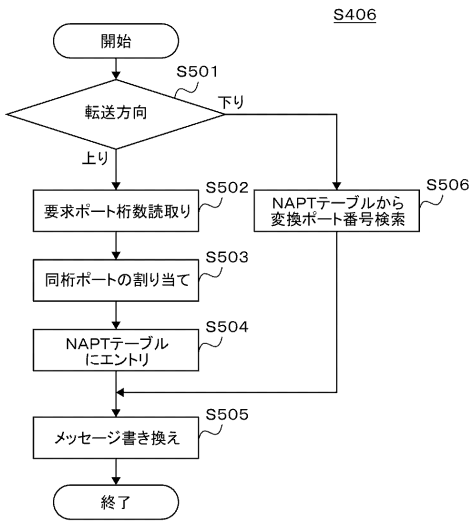 S406
開始
S501
転送方向
下り
上り
S502
要求ポート桁数読取り
S506
NAPTテーブルから
変換ポート番号検索
S503
同桁ポートの割り当て
S504
NAPTテーブル
にエントリ
S505
メッセージ書き換え
終了